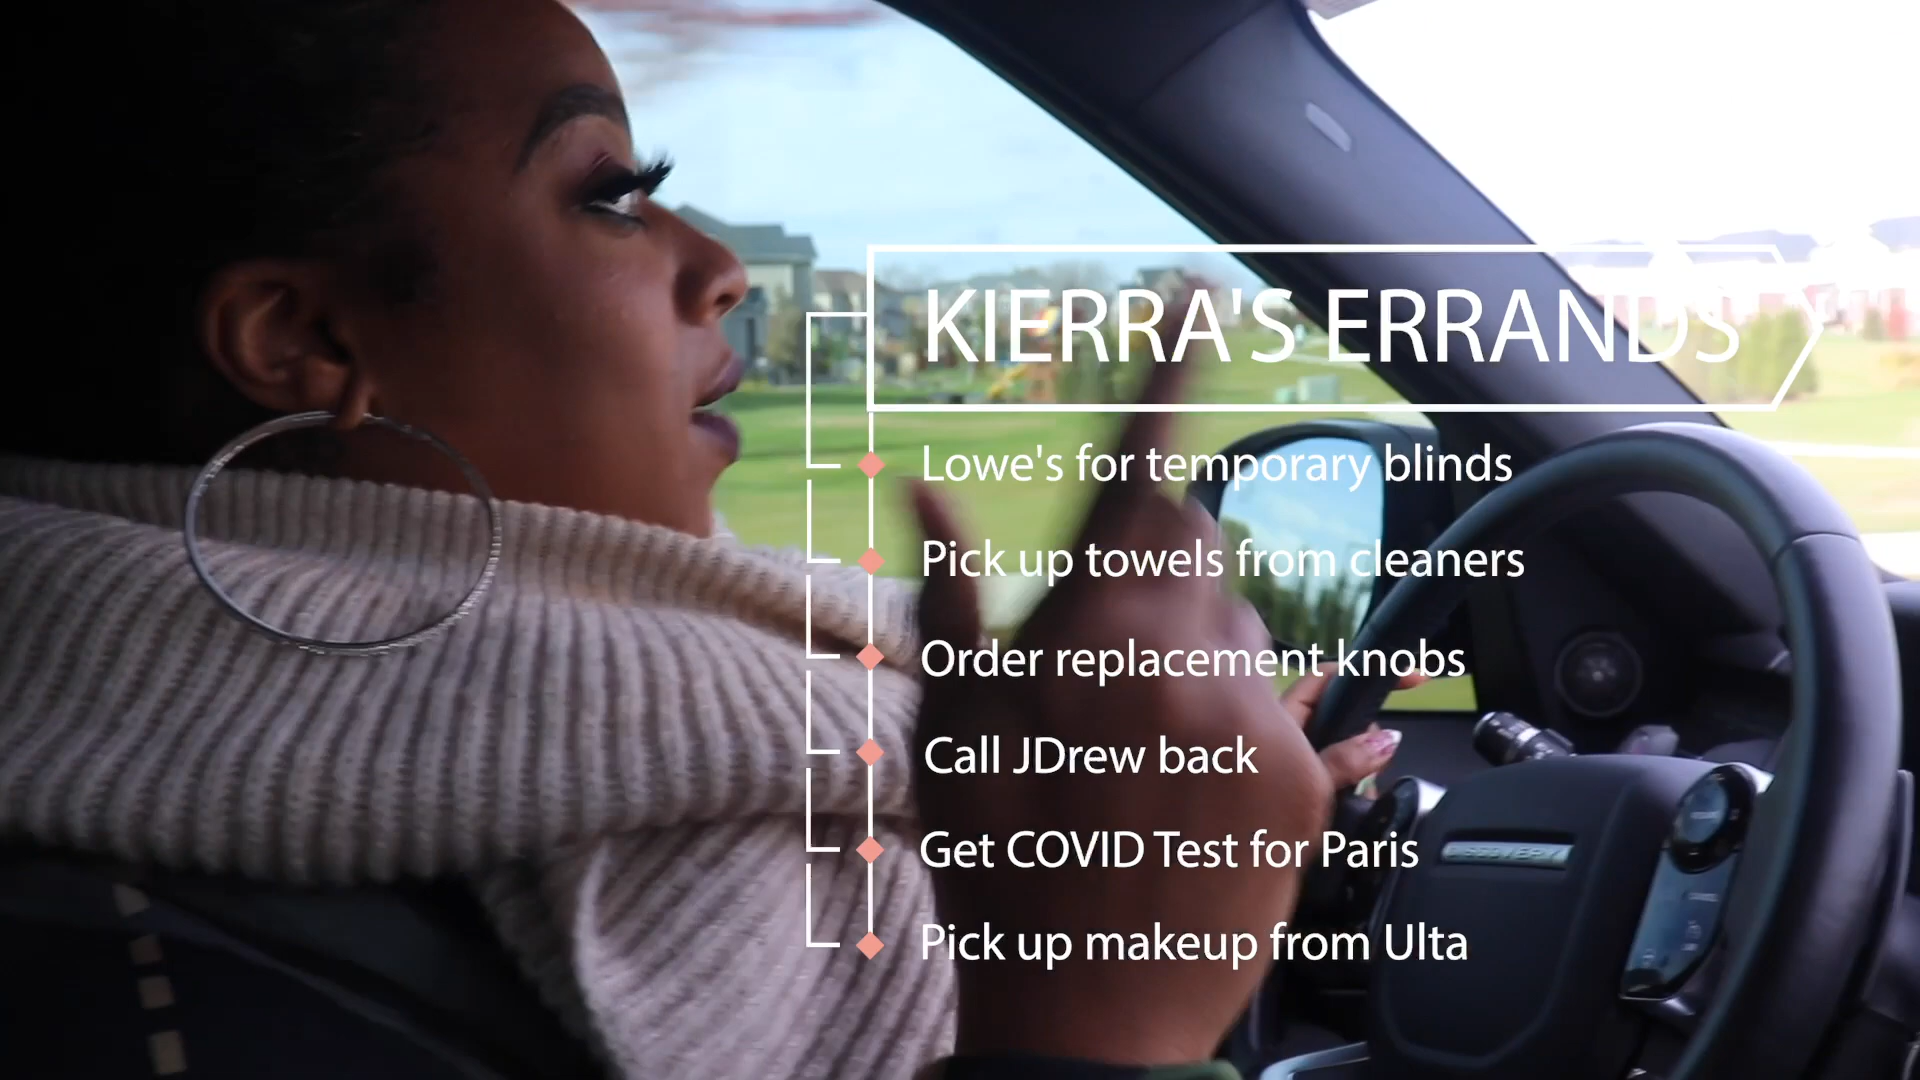 KIERRA'S ERRANDS
Lowe's for temporary blinds
Pick up towels from cleaners
Order replacement knobs
Call JDrew back
Get COVID Test for Paris
Pick up makeup from Ulta
DISCOVERY